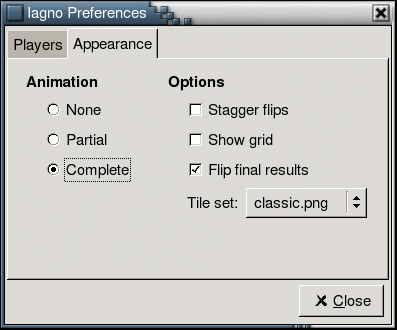 Iagno Preferences
Players Appearance
Animation Options
None Stagger flips
Partial Show grid
Complete Flip final results
Tile set: classic.png
Close